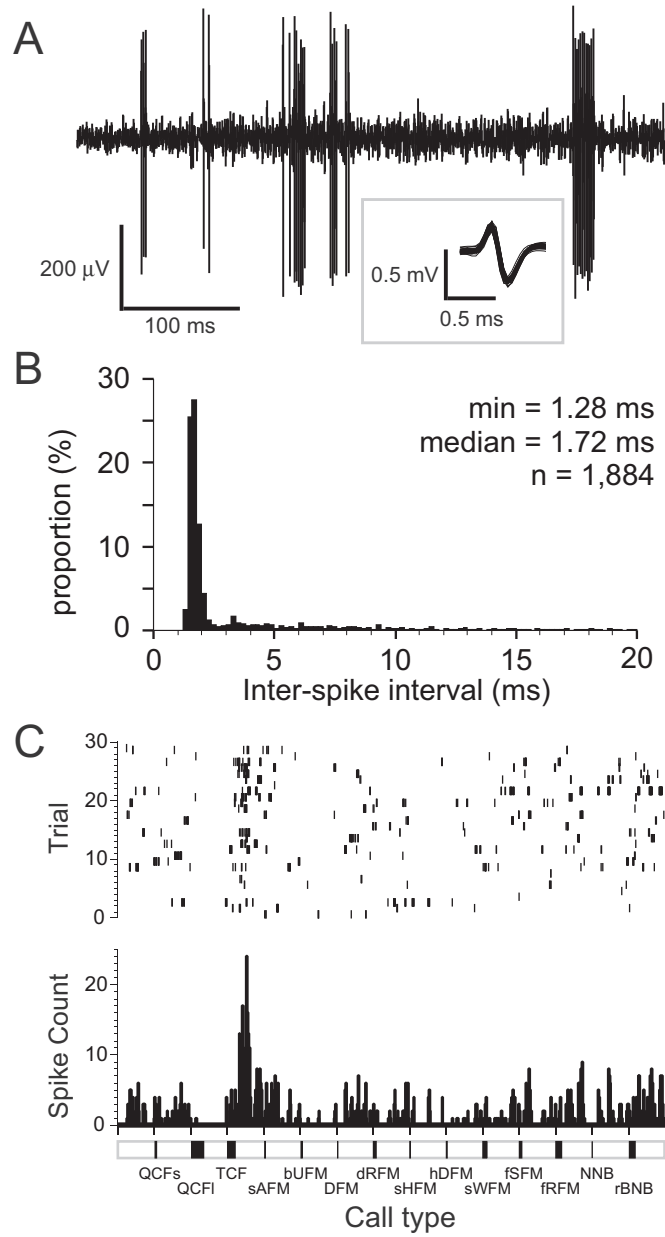 A
200 μV
100 ms
0.5 mV
0.5 ms
B
proportion (%)
30
20
10
0
min = 1.28 ms
median = 1.72 ms
n = 1,884
0 5 10 15 20
Inter-spike interval (ms)
C
Trial
30
20
10
0
Spike Count
20
10
0
QCFs TCF bUFM dRFM hDFM fSFM NNB
QCFl sAFM DFM sHFM sWFM fRFM rBNB
Call type